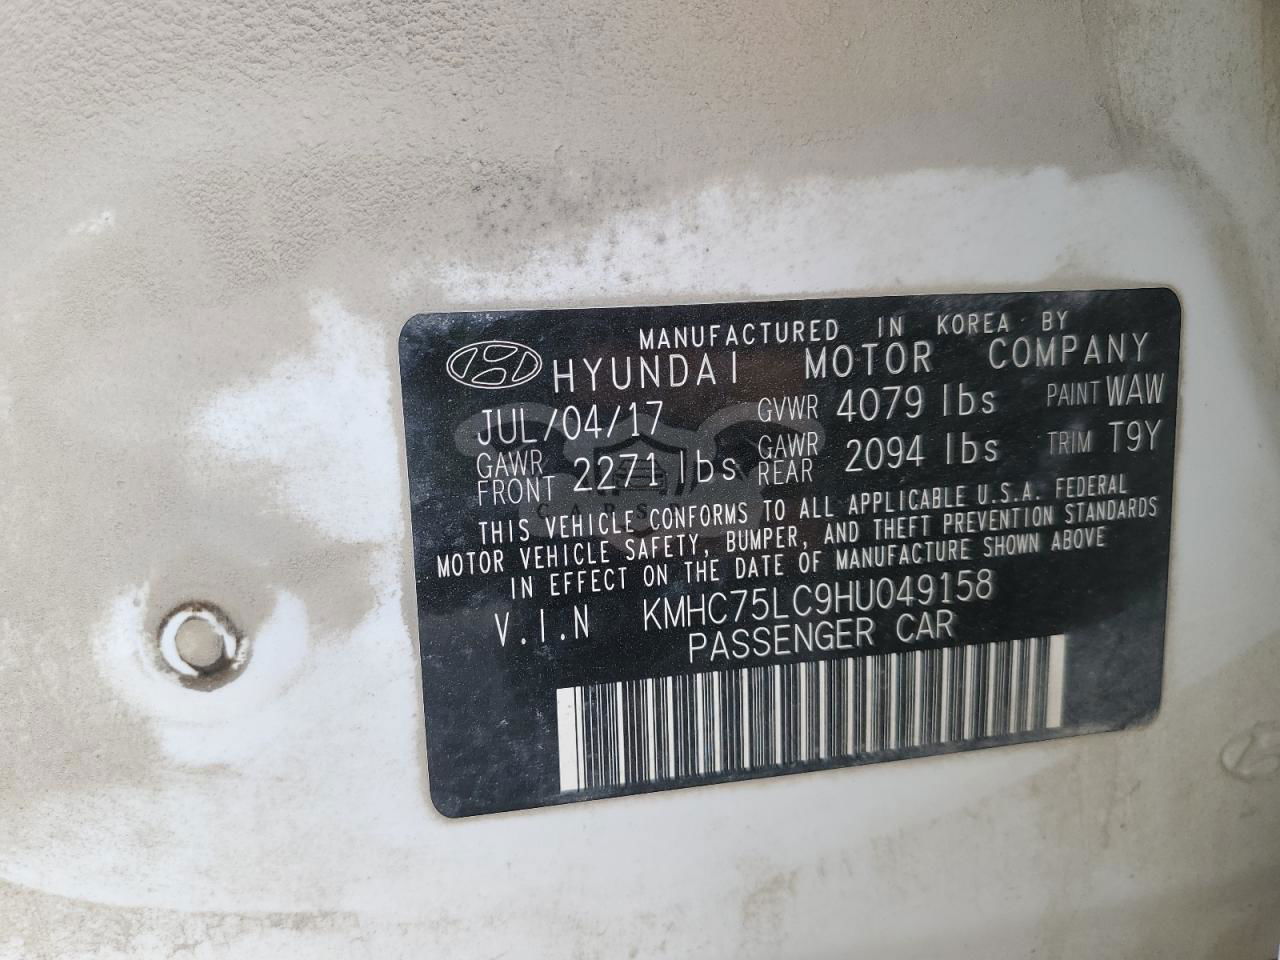 MANUFACTURED IN KOREA BY
HYUNDAI MOTOR COMPANY
JUL/04/17 GVWR 4079 lbs PAINT WAW
GAWR FRONT 2271 lbs GAWR REAR 2094 lbs TRIM T9Y
THIS VEHICLE CONFORMS TO ALL APPLICABLE U.S.A. FEDERAL
MOTOR VEHICLE SAFETY, BUMPER, AND THEFT PREVENTION STANDARDS
IN EFFECT ON THE DATE OF MANUFACTURE SHOWN ABOVE
V.I.N KMHC75LC9HU049158
PASSENGER CAR